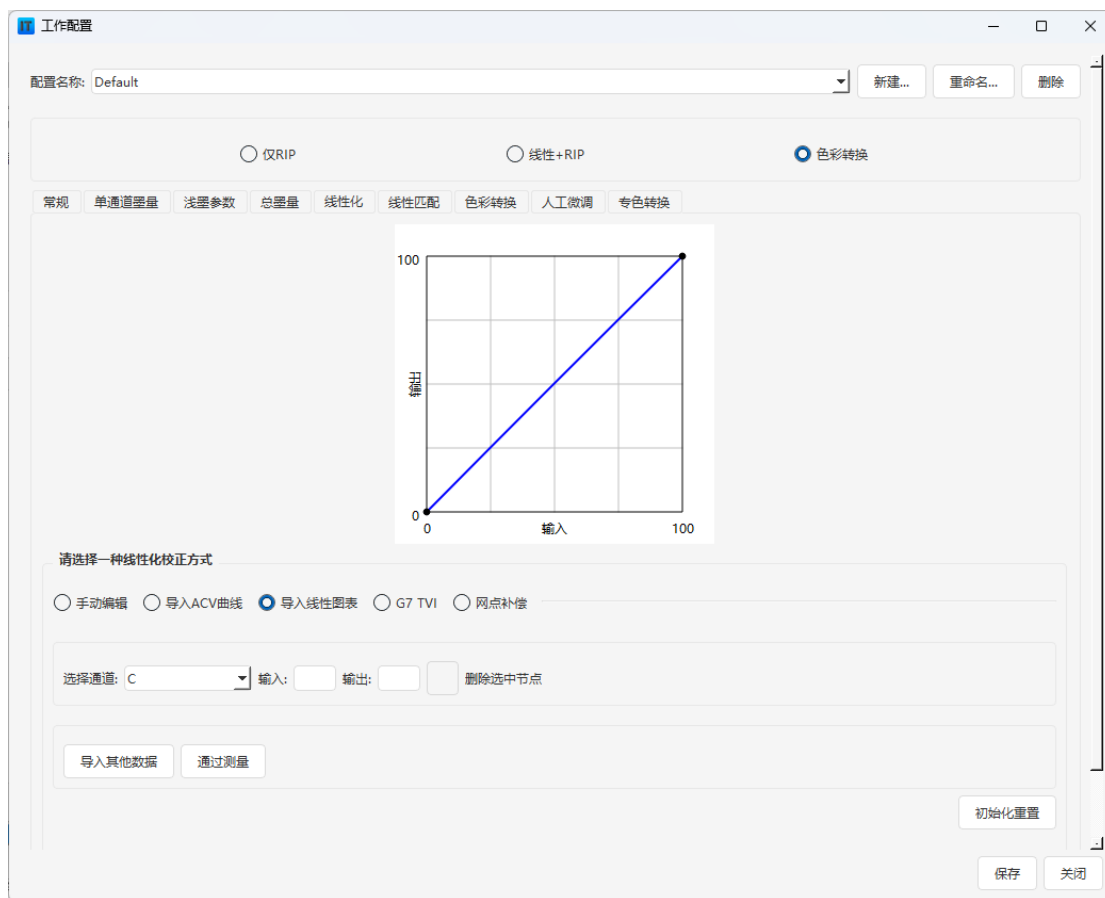 IT 工作配置
配置名称: Default 新建... 重命名... 删除
仅RIP 线性+RIP 色彩转换
常规 单通道墨量 浅墨参数 总墨量 线性化 线性匹配 色彩转换 人工微调 专色转换
100
输出
0
0 输入 100
请选择一种线性化校正方式
手动编辑 导入ACV曲线 导入线性图表 G7 TVI 网点补偿
选择通道: C 输入: 输出: 删除选中节点
导入其他数据 通过测量
初始化重置
保存 关闭